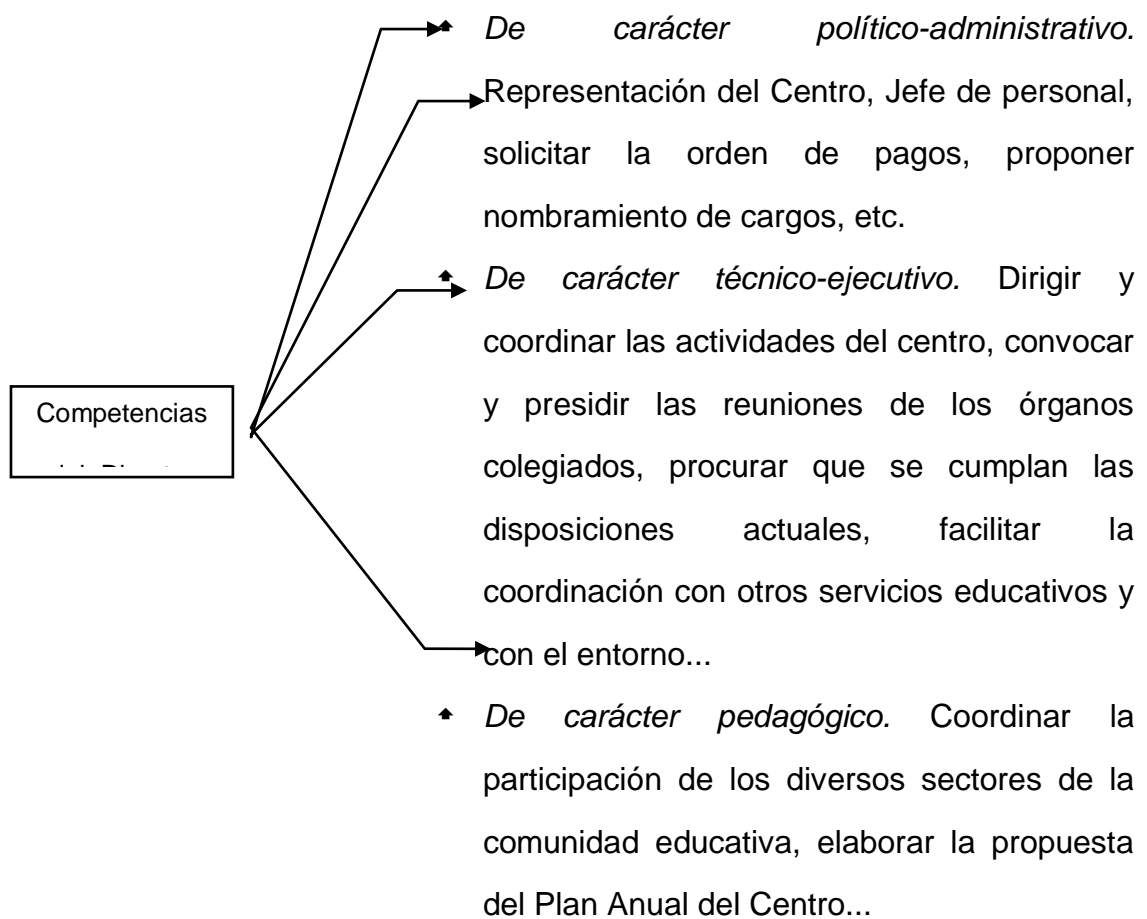 De carácter político-administrativo.
Representación del Centro, Jefe de personal,
solicitar la orden de pagos, proponer
nombramiento de cargos, etc.
De carácter técnico-ejecutivo. Dirigir y
coordinar las actividades del centro, convocar
y presidir las reuniones de los órganos
colegiados, procurar que se cumplan las
disposiciones actuales, facilitar la
coordinación con otros servicios educativos y
con el entorno...
De carácter pedagógico. Coordinar la
participación de los diversos sectores de la
comunidad educativa, elaborar la propuesta
del Plan Anual del Centro...
Competencias